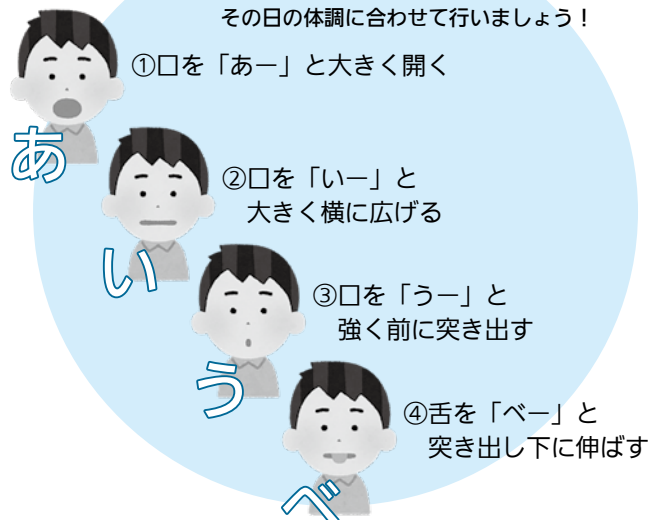 その日の体調に合わせて行いましょう！
①口を「あー」と大きく開く
あ
②口を「いー」と
大きく横に広げる
い
③口を「うー」と
強く前に突き出す
う
④舌を「べー」と
突き出し下に伸ばす
べ